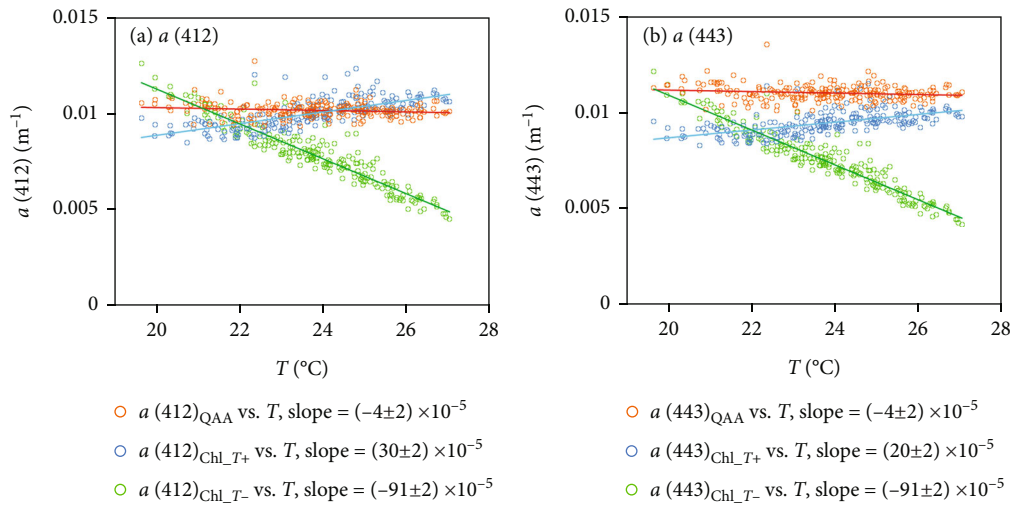 0.015
(a) a (412)
0.01
0.005
0
a (412) (m⁻¹)
20 22 24 26 28
T (°C)
a (412)QAA vs. T, slope = (−4±2) ×10⁻⁵
a (412)Chl_T+ vs. T, slope = (30±2) ×10⁻⁵
a (412)Chl_T− vs. T, slope = (−91±2) ×10⁻⁵
0.015
(b) a (443)
0.01
0.005
0
a (443) (m⁻¹)
20 22 24 26 28
T (°C)
a (443)QAA vs. T, slope = (−4±2) ×10⁻⁵
a (443)Chl_T+ vs. T, slope = (20±2) ×10⁻⁵
a (443)Chl_T− vs. T, slope = (−91±2) ×10⁻⁵